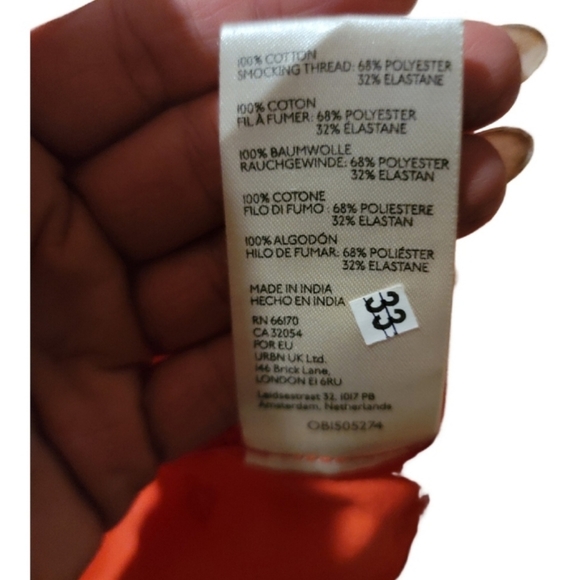 100% COTTON
SMOCKING THREAD: 68% POLYESTER
32% ELASTANE
100% COTON
FIL À FUMER: 68% POLYESTER
32% ÉLASTANE
100% BAUMWOLLE
RAUCHGEWINDE: 68% POLYESTER
32% ELASTAN
100% COTONE
FILO DI FUMO: 68% POLIESTERE
32% ELASTAN
100% ALGODÓN
HILO DE FUMAR: 68% POLIÉSTER
32% ELASTANE
MADE IN INDIA
HECHO EN INDIA
33
RN 66170
CA 32054
FOR EU
URBN UK Ltd.
146 Brick Lane,
LONDON E1 6RU
Leidsestraat 32, 1017 PB
Amsterdam, Netherlands
OBIS05274